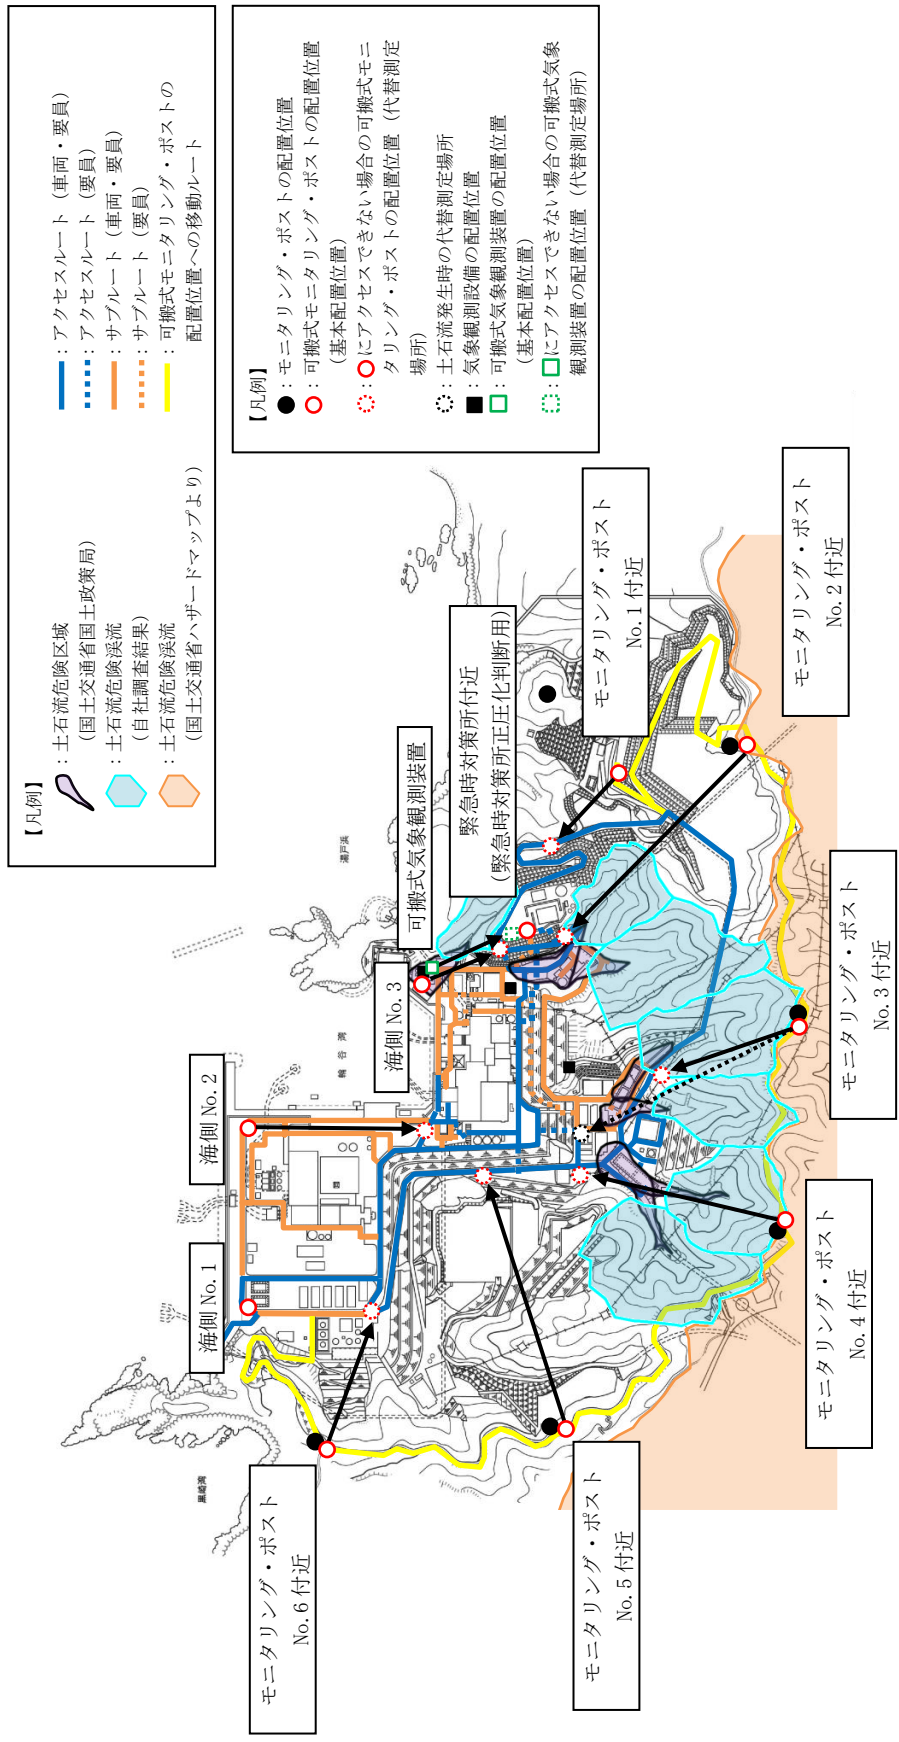 【凡例】
：土石流危険区域
（国土交通省国土政策局）
：土石流危険渓流
（自社調査結果）
：土石流危険渓流
（国土交通省ハザードマップより）
：アクセスルート（車両・要員）
：アクセスルート（要員）
：サブルート（車両・要員）
：サブルート（要員）
：可搬式モニタリング・ポストの
配置位置への移動ルート
【凡例】
：モニタリング・ポストの配置位置
：可搬式モニタリング・ポストの配置位置
（基本配置位置）
：にアクセスできない場合の可搬式モニ
タリング・ポストの配置位置（代替測定
場所）
：土石流発生時の代替測定場所
：気象観測設備の配置位置
：可搬式気象観測装置の配置位置
（基本配置位置）
：にアクセスできない場合の可搬式気象
観測装置の配置位置（代替測定場所）
海側 No.1
海側 No.2
海側 No.3
可搬式気象観測装置
緊急時対策所付近
（緊急時対策所正圧化判断用）
モニタリング・ポスト
No.1 付近
モニタリング・ポスト
No.2 付近
モニタリング・ポスト
No.3 付近
モニタリング・ポスト
No.4 付近
モニタリング・ポスト
No.5 付近
モニタリング・ポスト
No.6 付近
輪谷湾